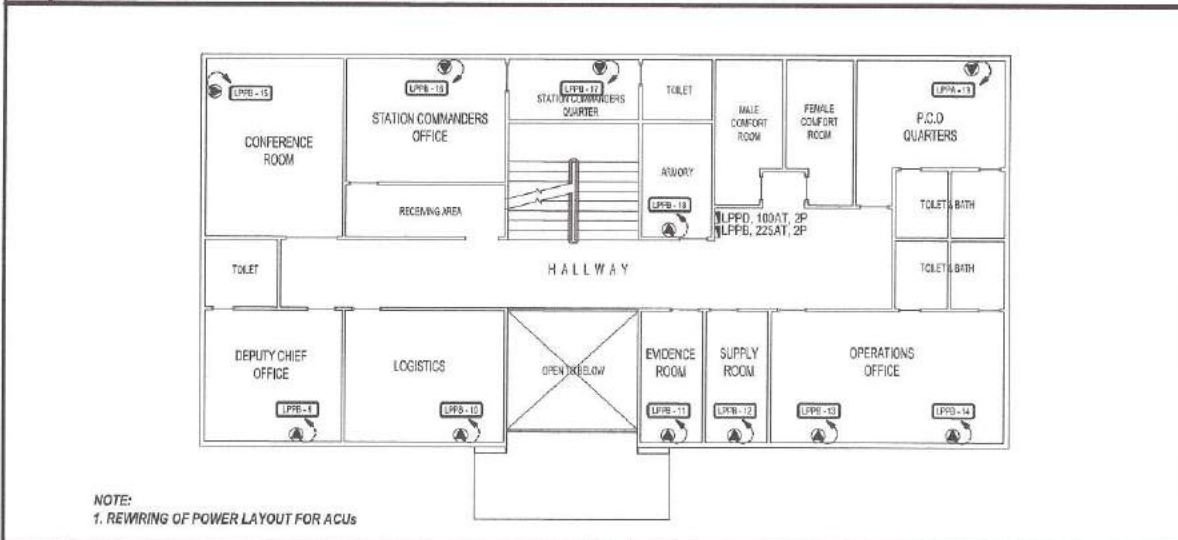 LPPB - 15
LPPB - 16
LPPB - 17
LPPA - 19
CONFERENCE
ROOM
STATION COMMANDERS
OFFICE
STATION COMMANDERS
QUARTER
TOILET
MALE
COMFORT
ROOM
FEMALE
COMFORT
ROOM
P.C.O
QUARTERS
RECEIVING AREA
ARMORY
LPPB - 18
LPPD, 100AT, 2P
LPPB, 225AT, 2P
TOILET & BATH
TOILET
HALLWAY
TOILET & BATH
DEPUTY CHIEF
OFFICE
LOGISTICS
OPEN TO BELOW
EVIDENCE
ROOM
SUPPLY
ROOM
OPERATIONS
OFFICE
LPPB - 10
LPPB - 11
LPPB - 12
LPPB - 13
LPPB - 14
NOTE:
1. REWIRING OF POWER LAYOUT FOR ACUs